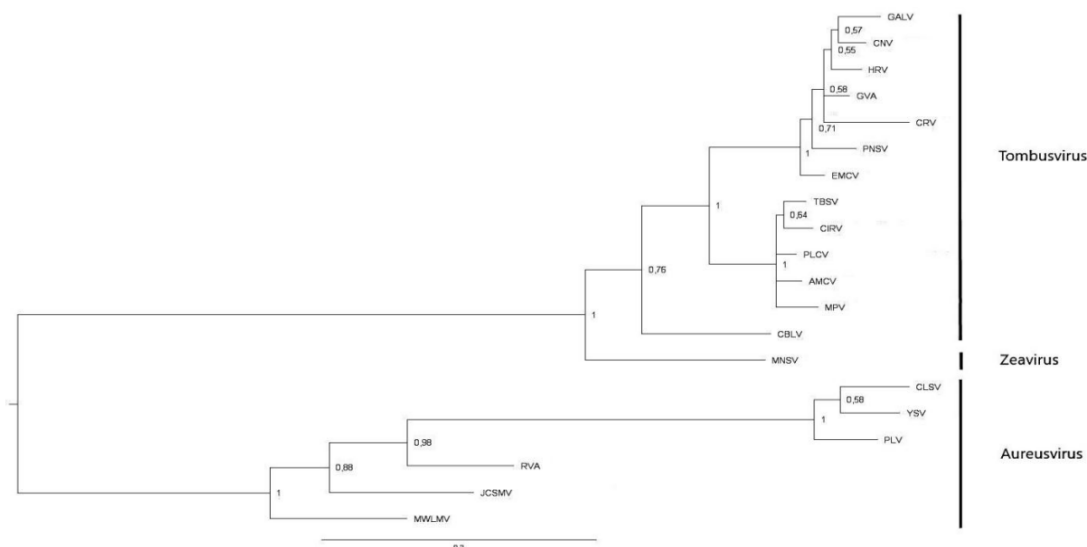 GALV
0,57
CNV
0,55
HRV
0,58
GVA
CRV
0,71
PNSV
1
EMCV
Tombusvirus
TBSV
1
0,64
CIRV
PLCV
0,76
1
AMCV
MPV
1
CBLV
MNSV
Zeavirus
CLSV
0,58
YSV
1
PLV
0,98
Aureusvirus
RVA
0,88
JCSMV
1
MWLMV